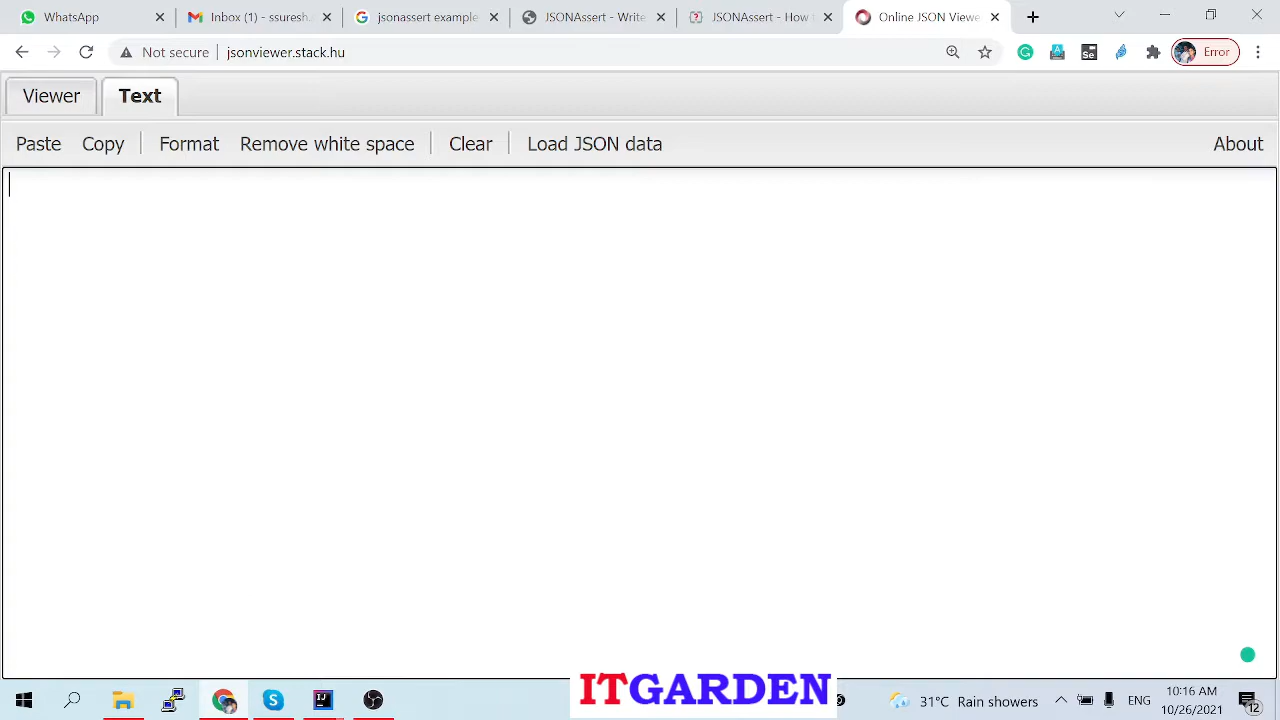 WhatsApp
Inbox (1) - ssuresh.
jsonassert example
JSONAssert - Write
JSONAssert - How t
Online JSON Viewe
Not secure
jsonviewer.stack.hu
Se
Error
Viewer
Text
Paste
Copy
Format
Remove white space
Clear
Load JSON data
About
ITGARDEN
31°C Rain showers
ENG
10:16 AM
10/26/2021
12